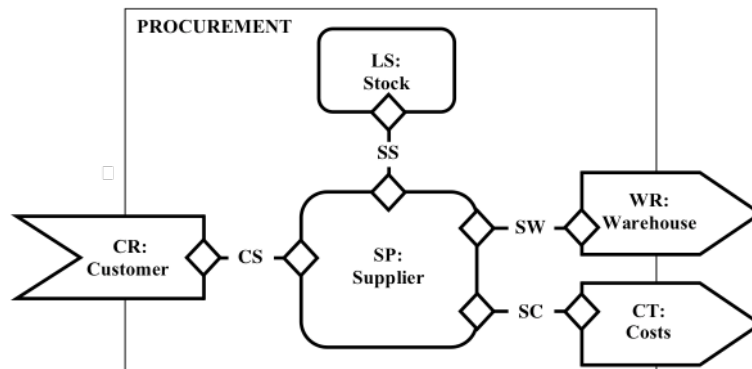 PROCUREMENT
LS:
Stock
SS
CR:
Customer
CS
SP:
Supplier
SW
WR:
Warehouse
SC
CT:
Costs